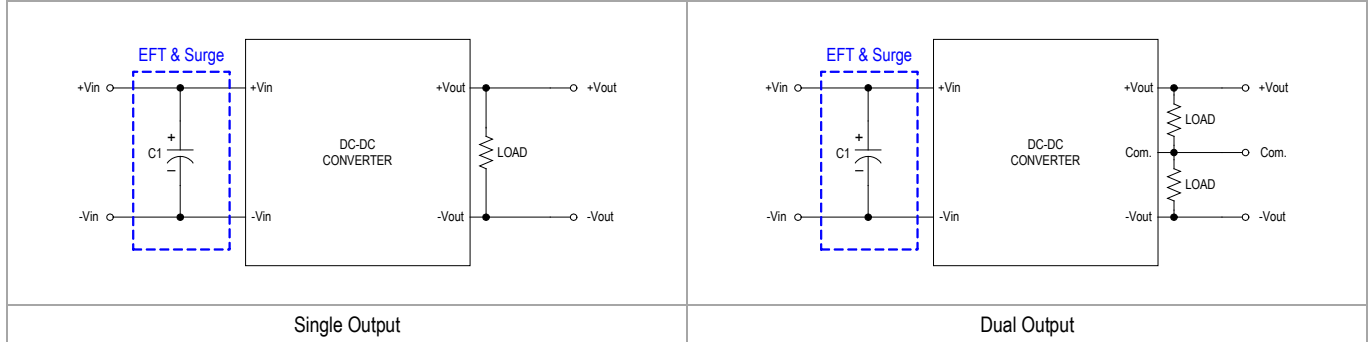 EFT & Surge
+Vin
+Vin
+Vout
+Vout
+
C1
–
DC-DC
CONVERTER
LOAD
-Vin
-Vin
-Vout
-Vout
Single Output
EFT & Surge
+Vin
+Vin
+Vout
+Vout
LOAD
+
C1
–
DC-DC
CONVERTER
Com.
Com.
LOAD
-Vin
-Vin
-Vout
-Vout
Dual Output